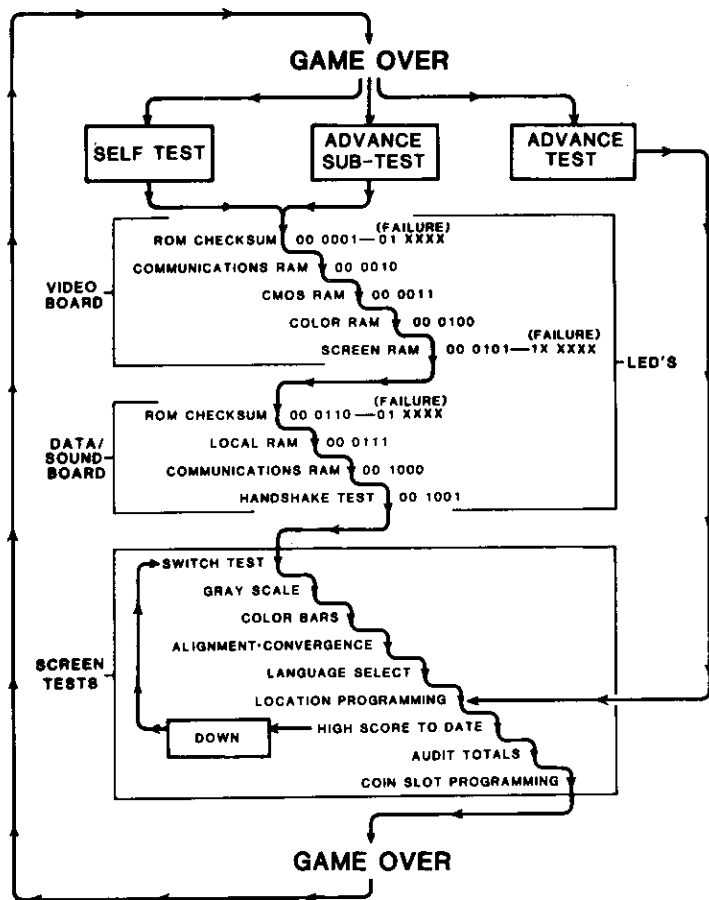 GAME OVER
SELF TEST
ADVANCE
SUB-TEST
ADVANCE
TEST
VIDEO
BOARD
(FAILURE)
ROM CHECKSUM 00 0001—01 XXXX
COMMUNICATIONS RAM 00 0010
CMOS RAM 00 0011
COLOR RAM 00 0100
(FAILURE)
SCREEN RAM 00 0101—1X XXXX
LED'S
DATA/
SOUND
BOARD
(FAILURE)
ROM CHECKSUM 00 0110—01 XXXX
LOCAL RAM 00 0111
COMMUNICATIONS RAM 00 1000
HANDSHAKE TEST 00 1001
SCREEN
TESTS
SWITCH TEST
GRAY SCALE
COLOR BARS
ALIGNMENT·CONVERGENCE
LANGUAGE SELECT
LOCATION PROGRAMMING
HIGH SCORE TO DATE
DOWN
AUDIT TOTALS
COIN SLOT PROGRAMMING
GAME OVER